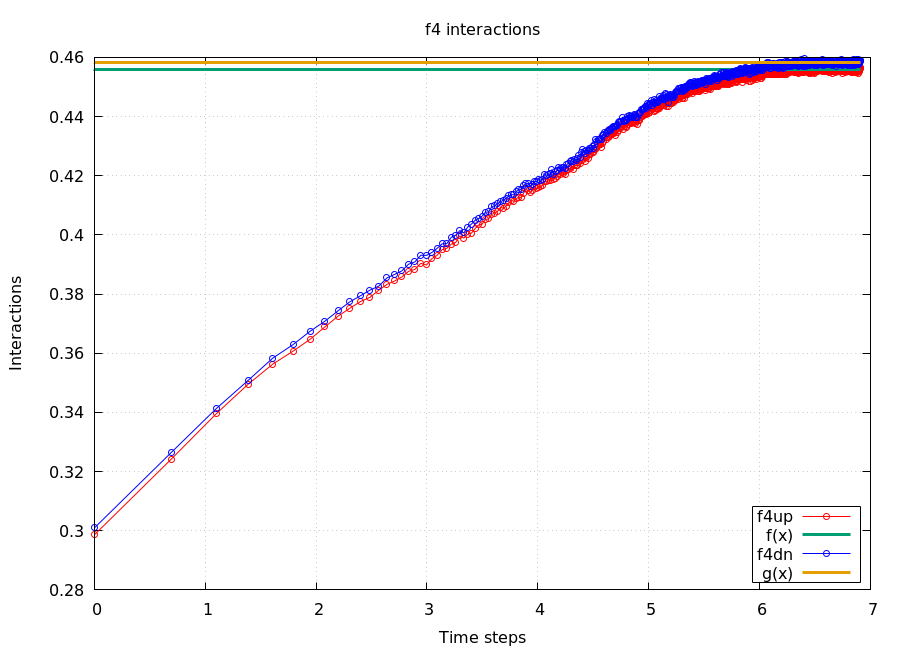 f4 interactions
0.46
0.44
0.42
0.4
0.38
0.36
0.34
0.32
0.3
0.28
Interactions
f4up
f(x)
f4dn
g(x)
0 1 2 3 4 5 6 7
Time steps